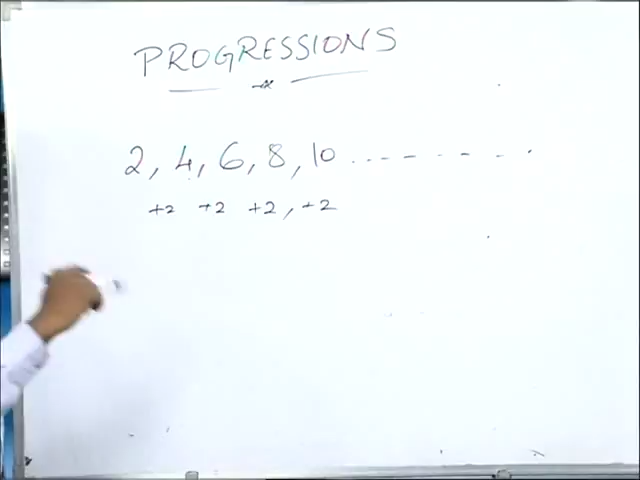 PROGRESSIONS
2, 4, 6, 8, 10 ...---- - - - .
+2 +2 +2, +2